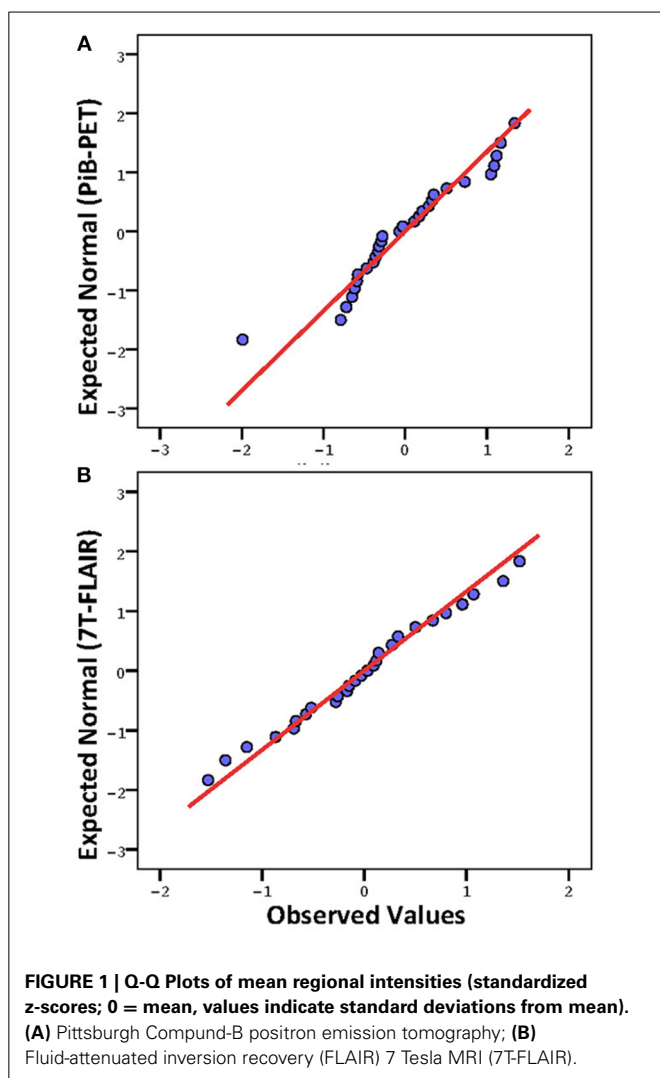 A
Expected Normal (PiB-PET)
3
2
1
0
−1
−2
−3
−3 −2 −1 0 1 2
B
Expected Normal (7T-FLAIR)
3
2
1
0
−1
−2
−3
−2 −1 0 1 2
Observed Values
FIGURE 1 | Q-Q Plots of mean regional intensities (standardized
z-scores; 0 = mean, values indicate standard deviations from mean).
(A) Pittsburgh Compund-B positron emission tomography; (B)
Fluid-attenuated inversion recovery (FLAIR) 7 Tesla MRI (7T-FLAIR).